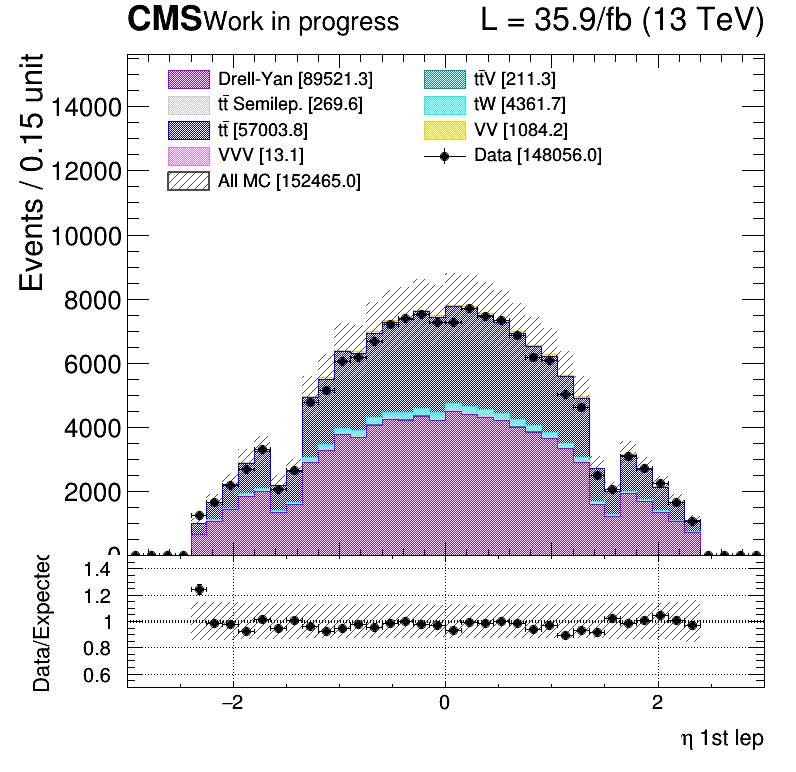 CMS Work in progress L = 35.9/fb (13 TeV)
Events / 0.15 unit
Drell-Yan [89521.3]
tt̄V [211.3]
tt̄ Semilep. [269.6]
tW [4361.7]
tt̄ [57003.8]
VV [1084.2]
VVV [13.1]
Data [148056.0]
All MC [152465.0]
14000
12000
10000
8000
6000
4000
2000
0
Data/Expected
1.4
1.2
1
0.8
0.6
−2 0 2
η 1st lep